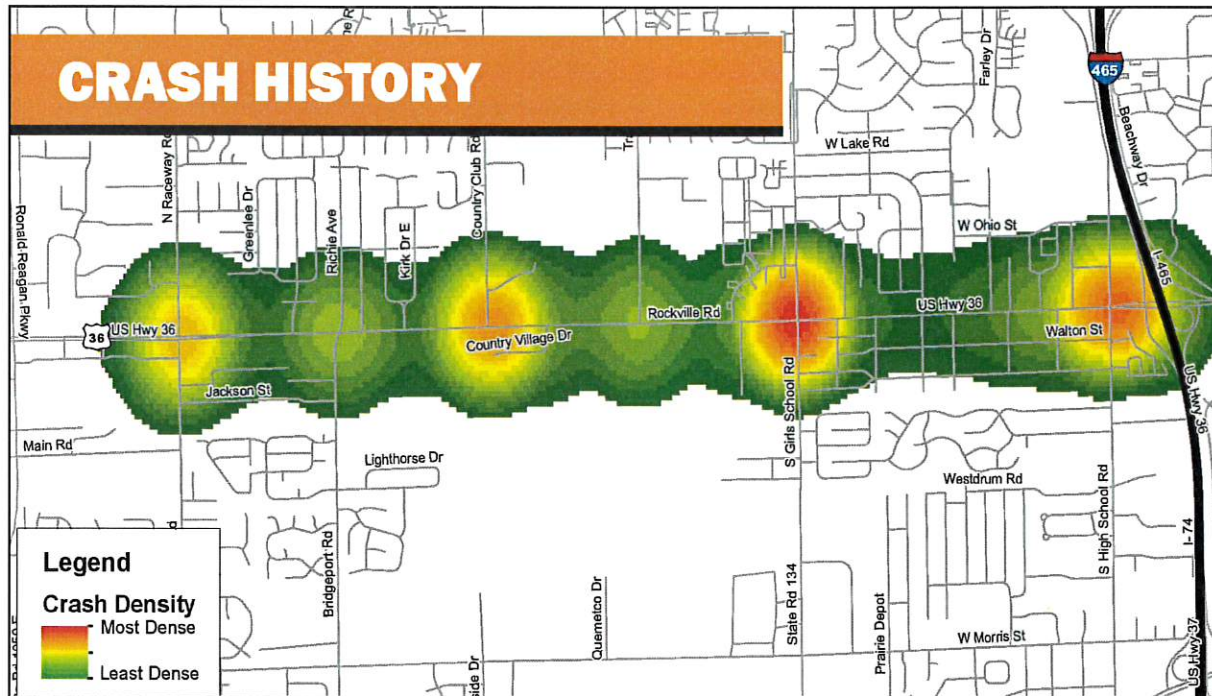 CRASH HISTORY
465
Farley Dr
Beachway Dr
W Lake Rd
N Raceway Rd
Country Club Rd
Greenlee Dr
Richie Ave
Kirk Dr E
Ronald Reagan Pkwy
W Ohio St
I-465
US Hwy 36
36
Rockville Rd
US Hwy 36
Country Village Dr
Walton St
Jackson St
US Hwy 36
Main Rd
Lighthorse Dr
S Girls School Rd
Westdrum Rd
S High School Rd
I-74
Bridgeport Rd
Quemetco Dr
State Rd 134
Prairie Depot
W Morris St
US Hwy 37
Legend
Crash Density
Most Dense
Least Dense